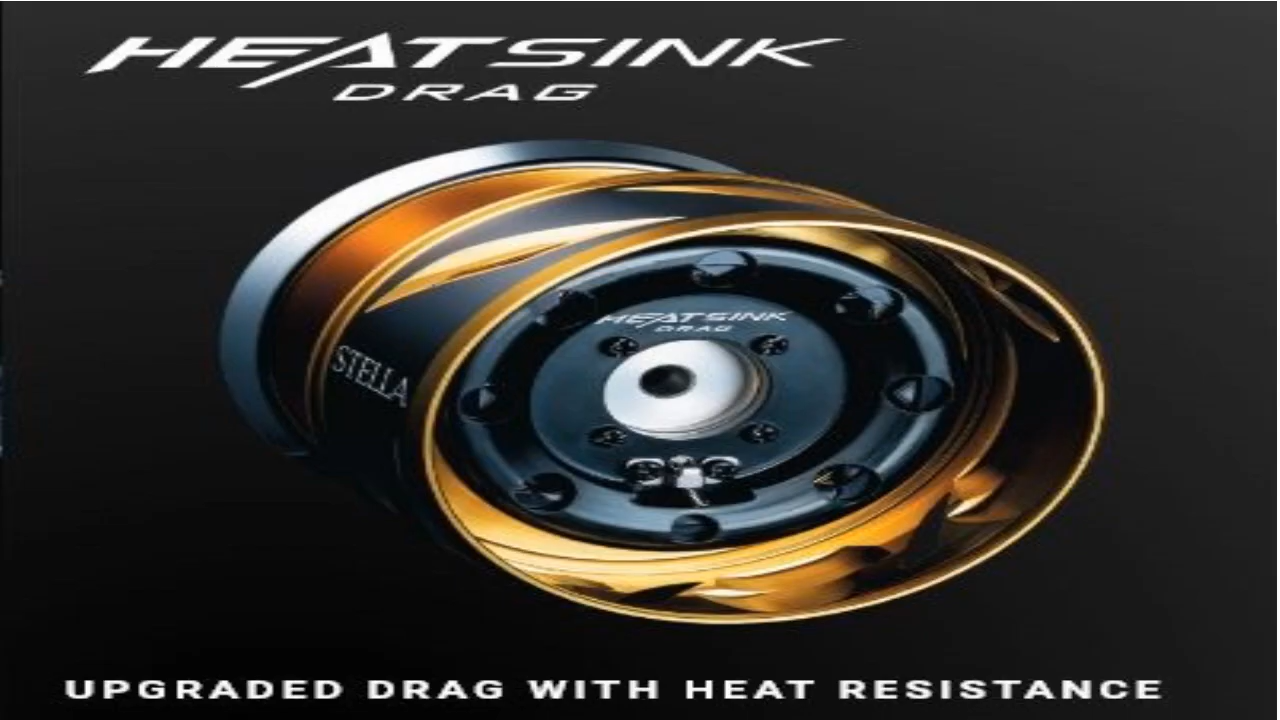 HEATSINK
DRAG
HEATSINK
DRAG
STELLA
UPGRADED DRAG WITH HEAT RESISTANCE